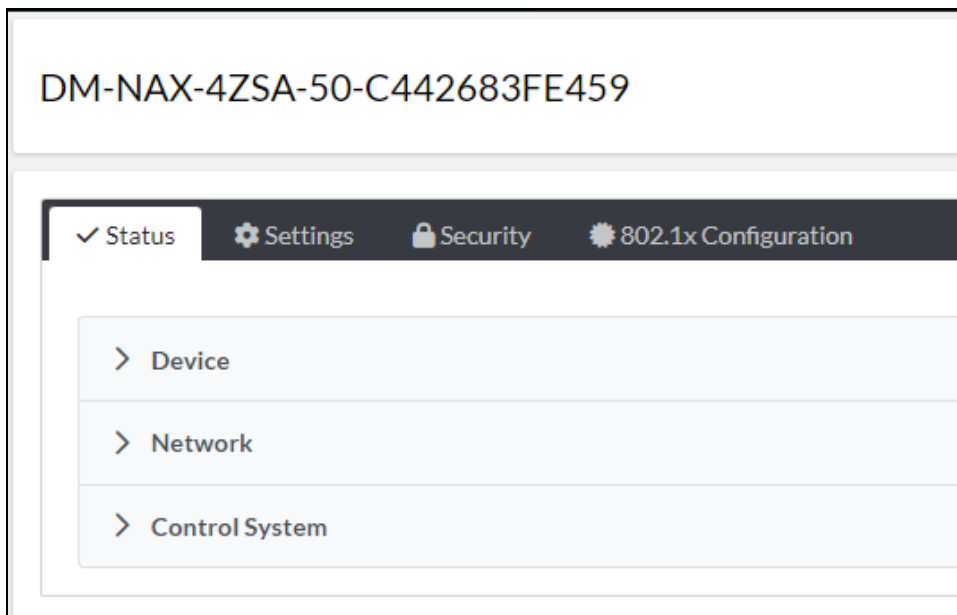 DM-NAX-4ZSA-50-C442683FE459
Status Settings Security 802.1x Configuration
Device
Network
Control System